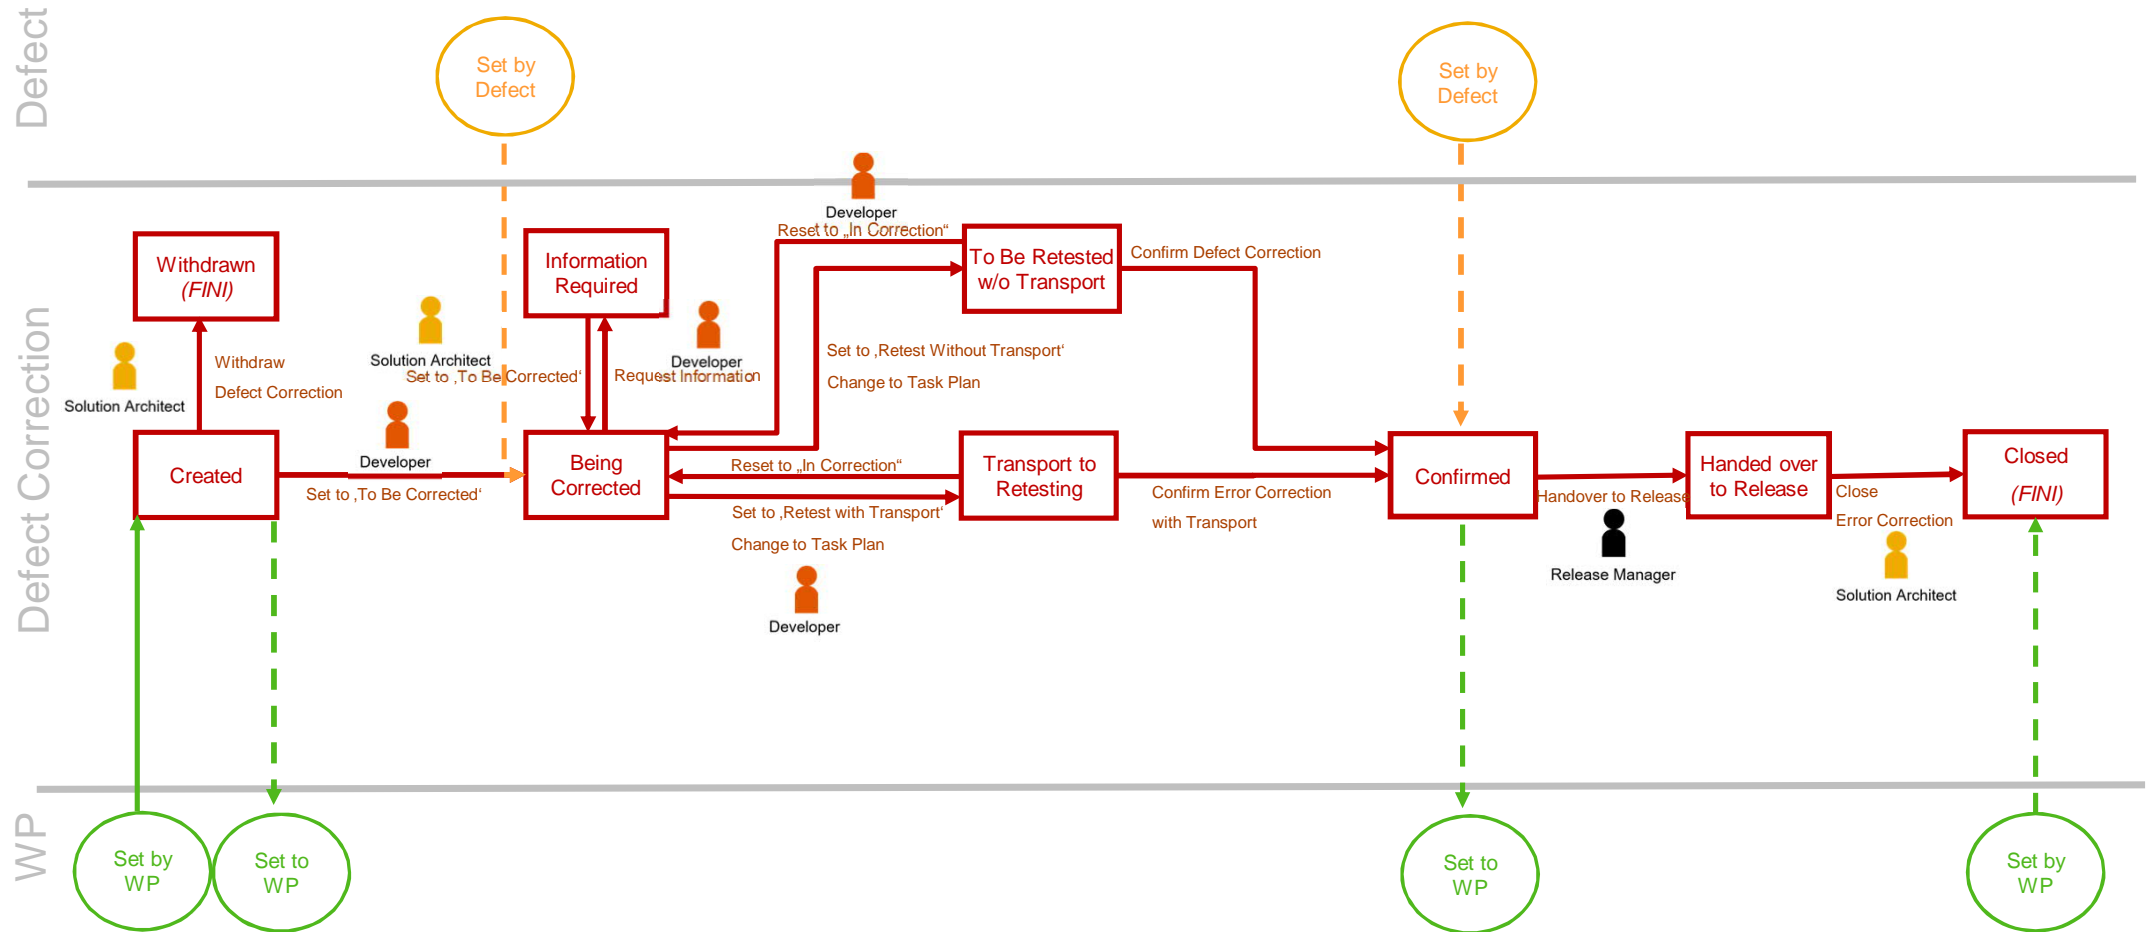 Defect
Set by
Defect
Set by
Defect
Defect Correction
Withdrawn
(FINI)
Information
Required
Developer
Reset to „In Corre
“
To Be Retested
w/o Transport
Confirm Defect Correction
Solution Architect
Withdraw
Defect Correction
Solution Architect
Set to ‚To Be Corrected‘
Developer
Request Information
Set to ‚Retest Without Transport‘
Change to Task Plan
Created
Developer
Set to ‚To Be Corrected‘
Being
Corrected
Reset to „In Correction“
Set to ‚Retest with Transport‘
Change to Task Plan
Developer
Transport to
Retesting
Confirm Error Correction
with Transport
Confirmed
Handover to Release
Release Manager
Handed over
to Release
Close
Error Correction
Solution Architect
Closed
(FINI)
WP
Set by
WP
Set to
WP
Set to
WP
Set by
WP